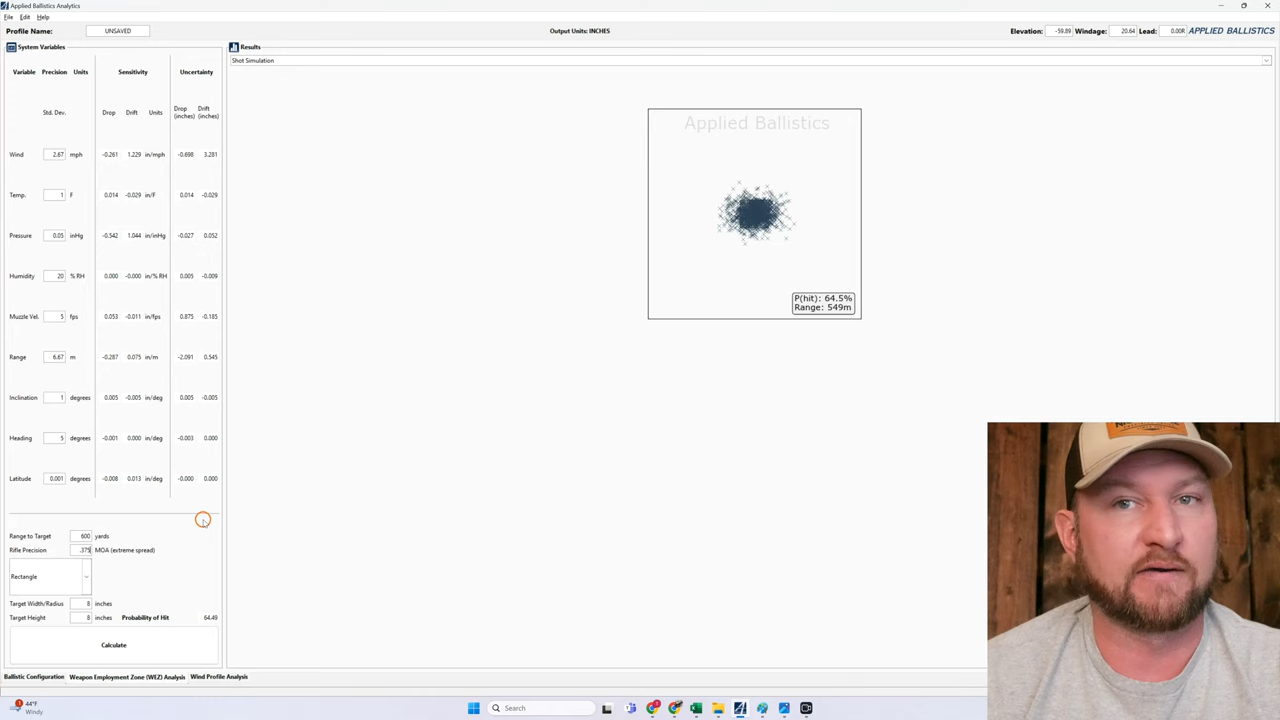 Applied Ballistics Analytics
File Edit Help
Profile Name: UNSAVED Output Units: INCHES Elevation: -59.89 Windage: 20.64 Lead: 0.00R APPLIED BALLISTICS
System Variables
Variable Precision Units Sensitivity Uncertainty
Std. Dev. Drop Drift Units Drop (inches) Drift (inches)
Wind 2.67 mph -0.261 1.229 in/mph -0.698 3.281
Temp. 1 F 0.014 -0.029 in/F 0.014 -0.029
Pressure 0.05 inHg -0.542 1.044 in/inHg -0.027 0.052
Humidity 20 % RH 0.000 -0.000 in/% RH 0.005 -0.009
Muzzle Vel. 5 fps 0.053 -0.011 in/fps 0.875 -0.185
Range 6.67 m -0.287 0.075 in/m -2.091 0.545
Inclination 1 degrees 0.005 -0.005 in/deg 0.005 -0.005
Heading 5 degrees -0.001 0.000 in/deg -0.003 0.000
Latitude 0.001 degrees -0.008 0.013 in/deg -0.000 0.000
Range to Target 600 yards
Rifle Precision .375 MOA (extreme spread)
Rectangle
Target Width/Radius 8 inches
Target Height 8 inches Probability of Hit 64.49
Calculate
Results
Shot Simulation
Applied Ballistics
P(hit): 64.5%
Range: 549m
Ballistic Configuration Weapon Employment Zone (WEZ) Analysis Wind Profile Analysis
1 44°F
Windy
Search